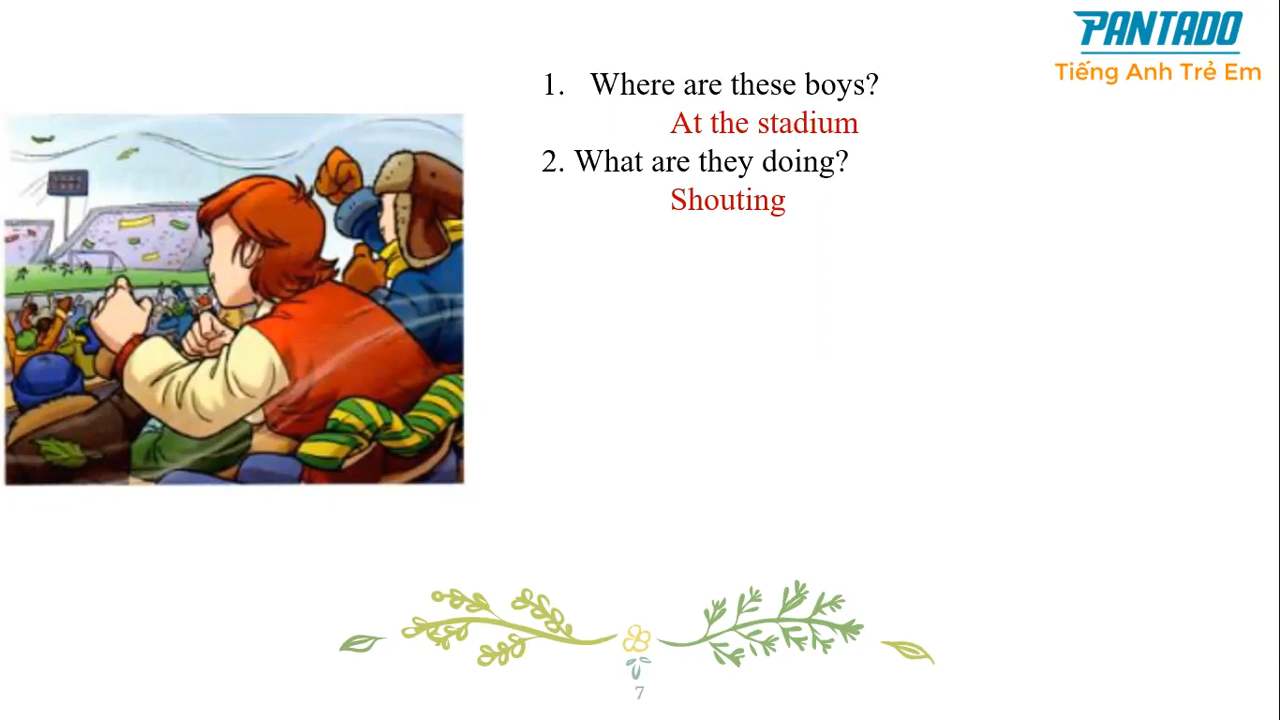 PANTADO
Tiếng Anh Trẻ Em
1. Where are these boys?
At the stadium
2. What are they doing?
Shouting
7